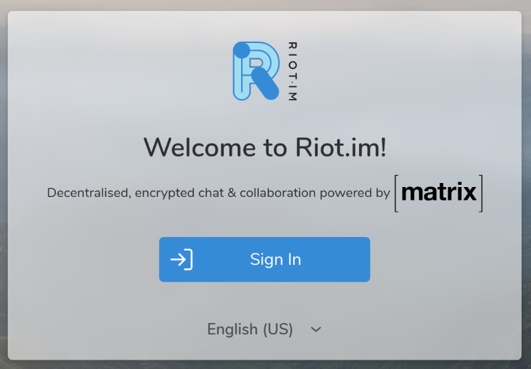 RIOT.IM
Welcome to Riot.im!
Decentralised, encrypted chat & collaboration powered by [matrix]
Sign In
English (US)